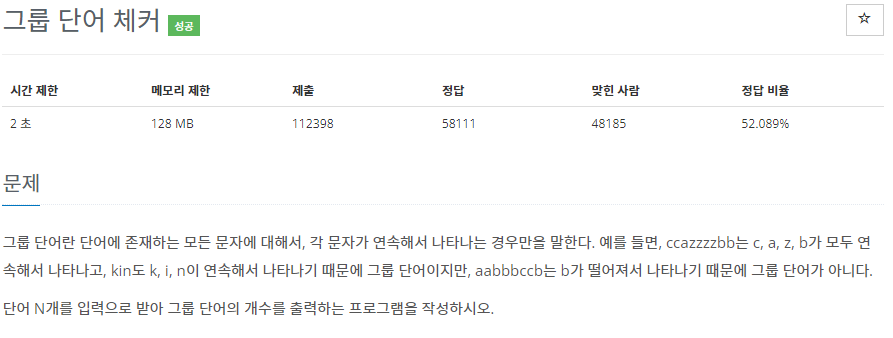 그룹 단어 체커 성공
☆
시간 제한 메모리 제한 제출 정답 맞힌 사람 정답 비율
2 초 128 MB 112398 58111 48185 52.089%
문제
그룹 단어란 단어에 존재하는 모든 문자에 대해서, 각 문자가 연속해서 나타나는 경우만을 말한다. 예를 들면, ccazzzzbb는 c, a, z, b가 모두 연
속해서 나타나고, kin도 k, i, n이 연속해서 나타나기 때문에 그룹 단어이지만, aabbbccb는 b가 떨어져서 나타나기 때문에 그룹 단어가 아니다.
단어 N개를 입력으로 받아 그룹 단어의 개수를 출력하는 프로그램을 작성하시오.